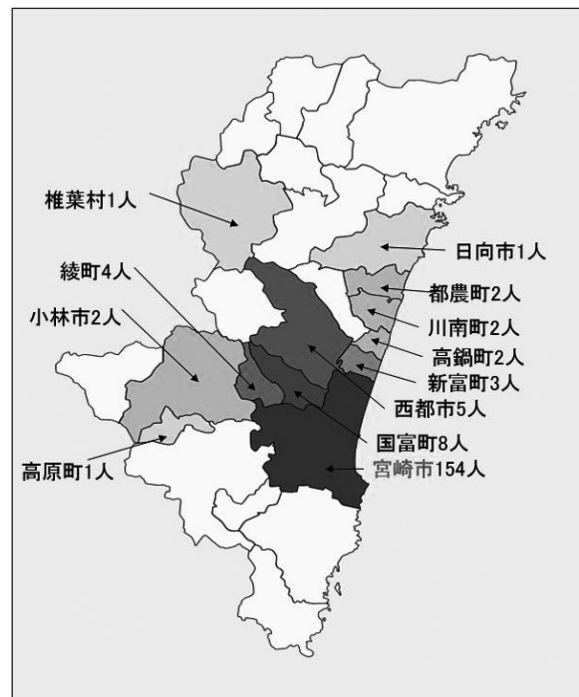 椎葉村1人
日向市1人
綾町4人
都農町2人
小林市2人
川南町2人
高鍋町2人
新富町3人
西都市5人
国富町8人
高原町1人
宮崎市154人